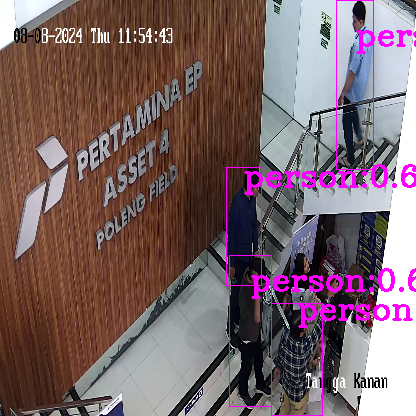 08-08-2024 Thu 11:54:43
pers
PERTAMINA EP
ASSET 4
POLENG FIELD
person:0.6
person:0.6
person
Tangga Kanan